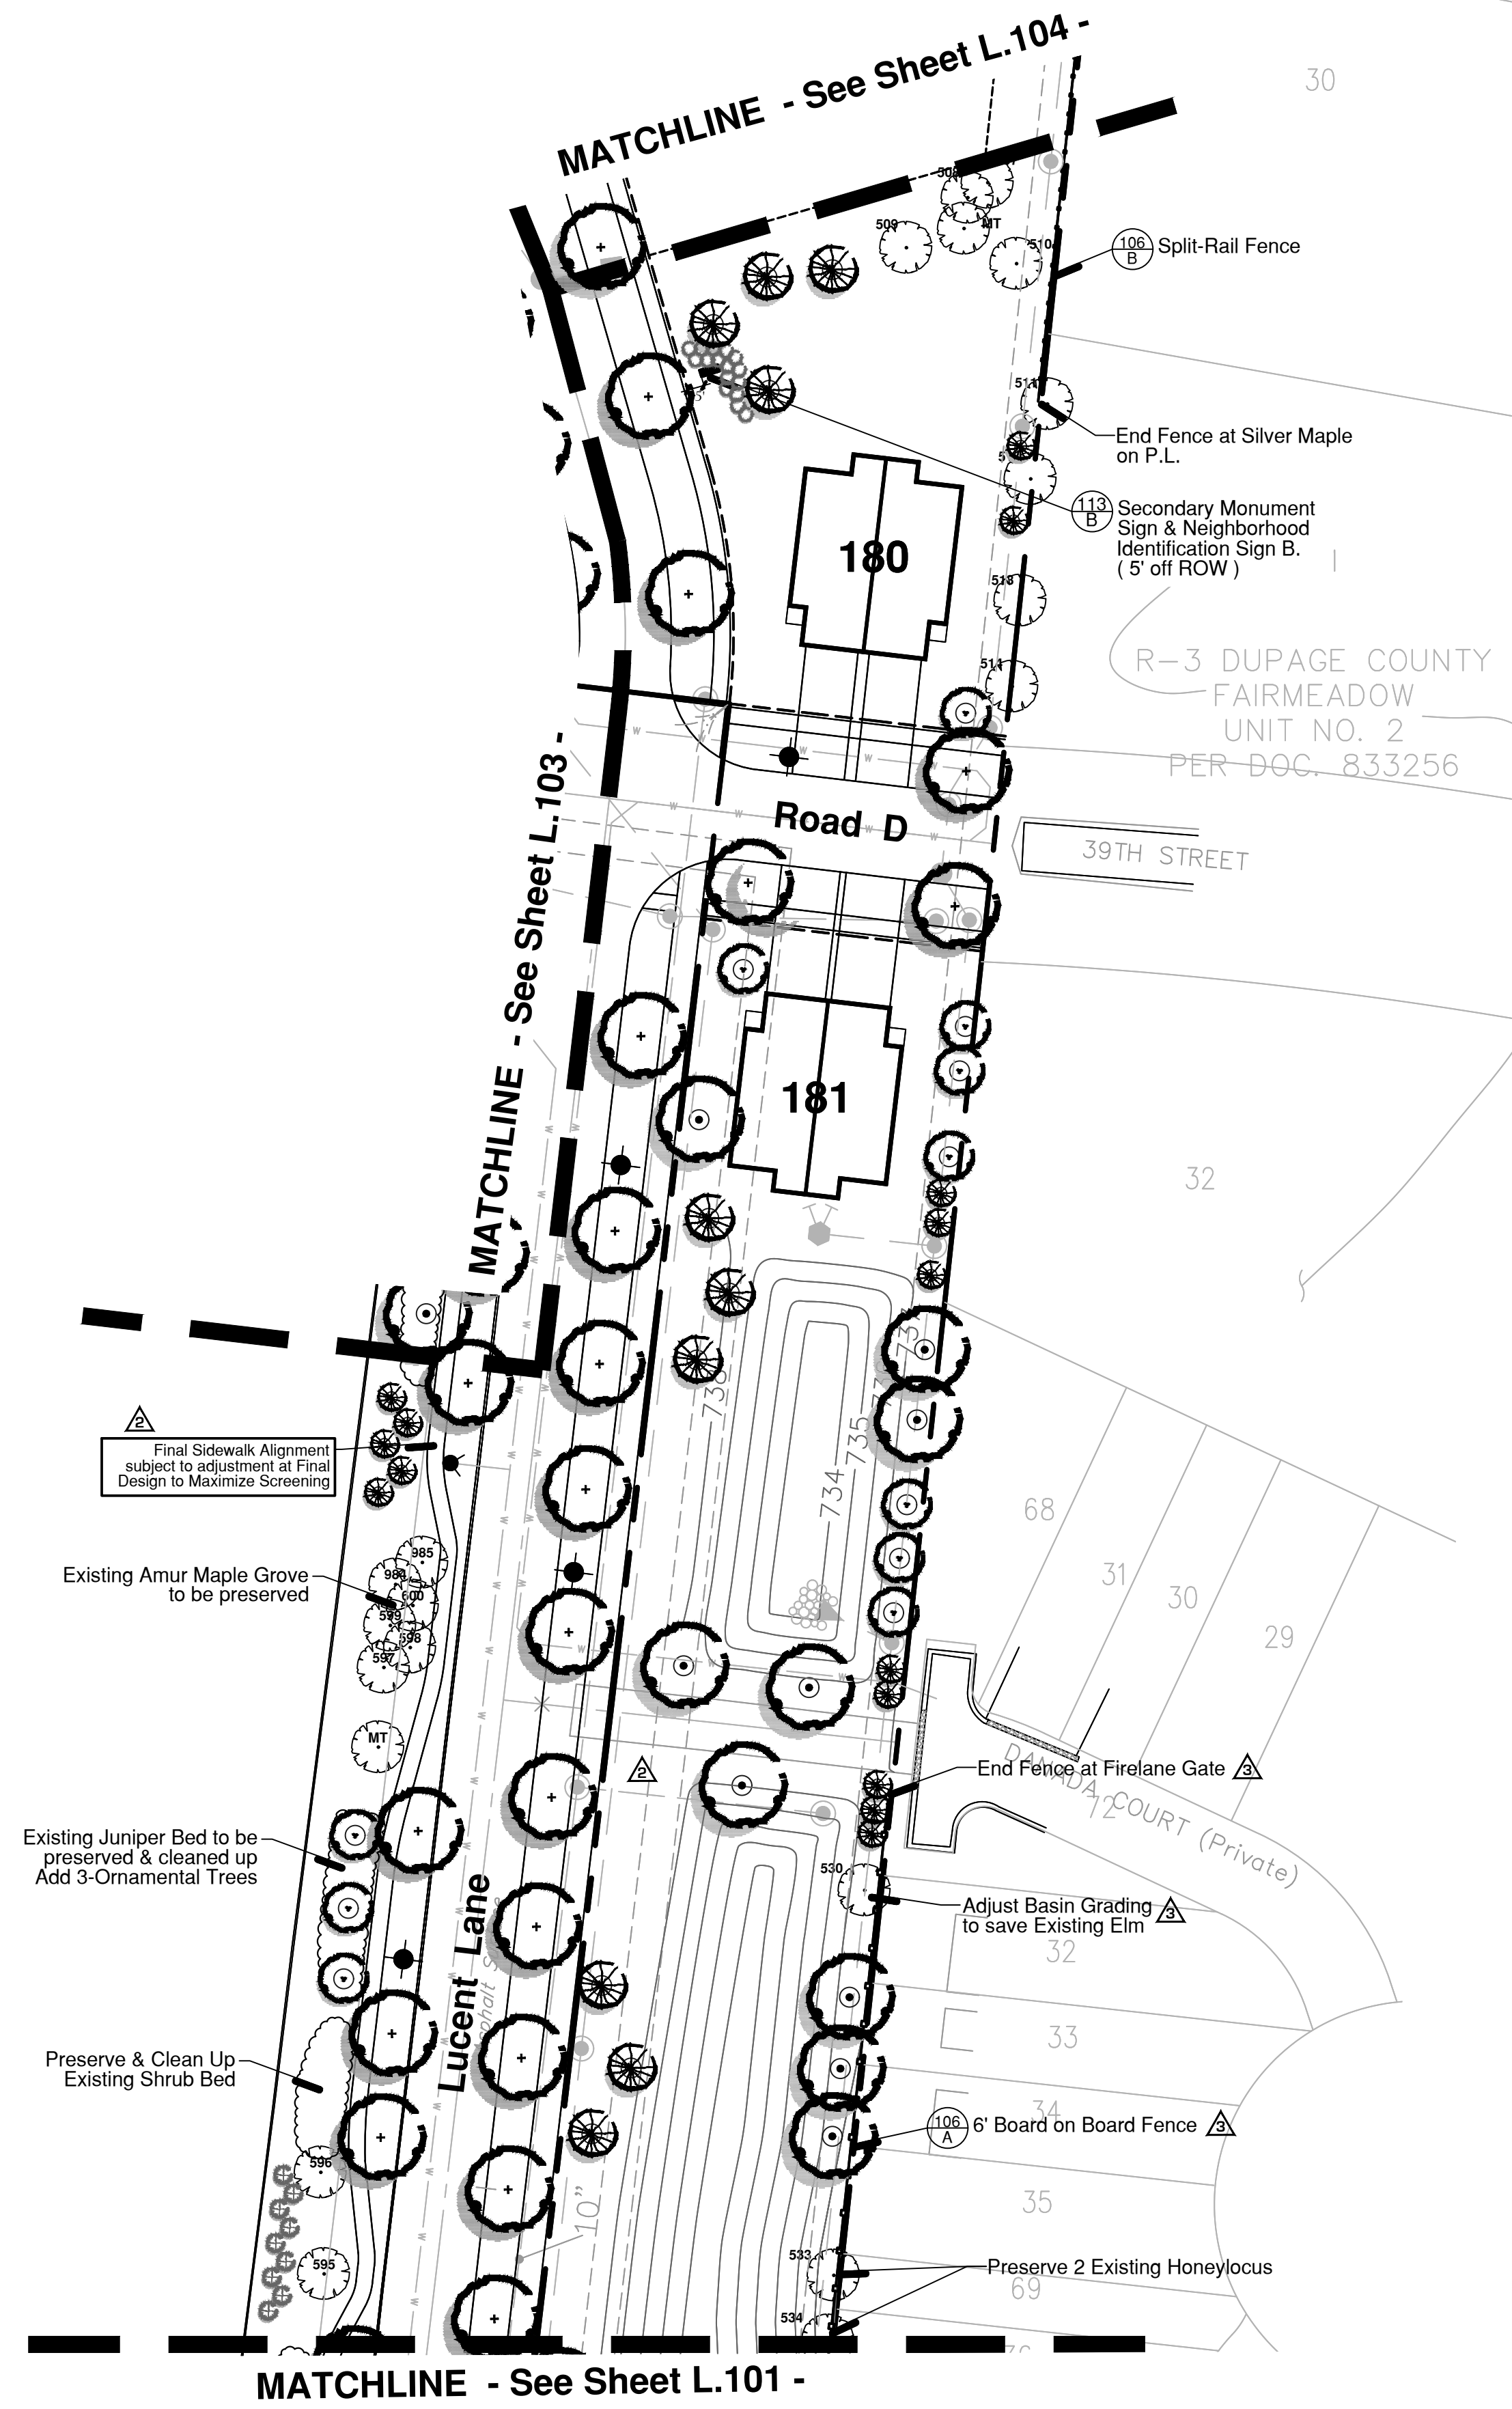 MATCHLINE - See Sheet L.104 -
30
508
509
MT
510
106
B
Split-Rail Fence
511
End Fence at Silver Maple
on P.L.
113
B
Secondary Monument
Sign & Neighborhood
Identification Sign B.
( 5' off ROW )
180
513
R-3 DUPAGE COUNTY
FAIRMEADOW
UNIT NO. 2
PER DOC. 833256
MATCHLINE - See Sheet L.103 -
Road D
39TH STREET
181
32
738
735
734
2
Final Sidewalk Alignment
subject to adjustment at Final
Design to Maximize Screening
68
31
30
29
Existing Amur Maple Grove
to be preserved
985
984
600
599
598
597
MT
2
End Fence at Firelane Gate 3
DANADA COURT (Private)
72
Existing Juniper Bed to be
preserved & cleaned up
Add 3-Ornamental Trees
530
Adjust Basin Grading 3
to save Existing Elm
32
Lucent Lane
33
Preserve & Clean Up
Existing Shrub Bed
34
106
A
6' Board on Board Fence 3
596
35
10"
595
533
Preserve 2 Existing Honeylocus
69
534
MATCHLINE - See Sheet L.101 -